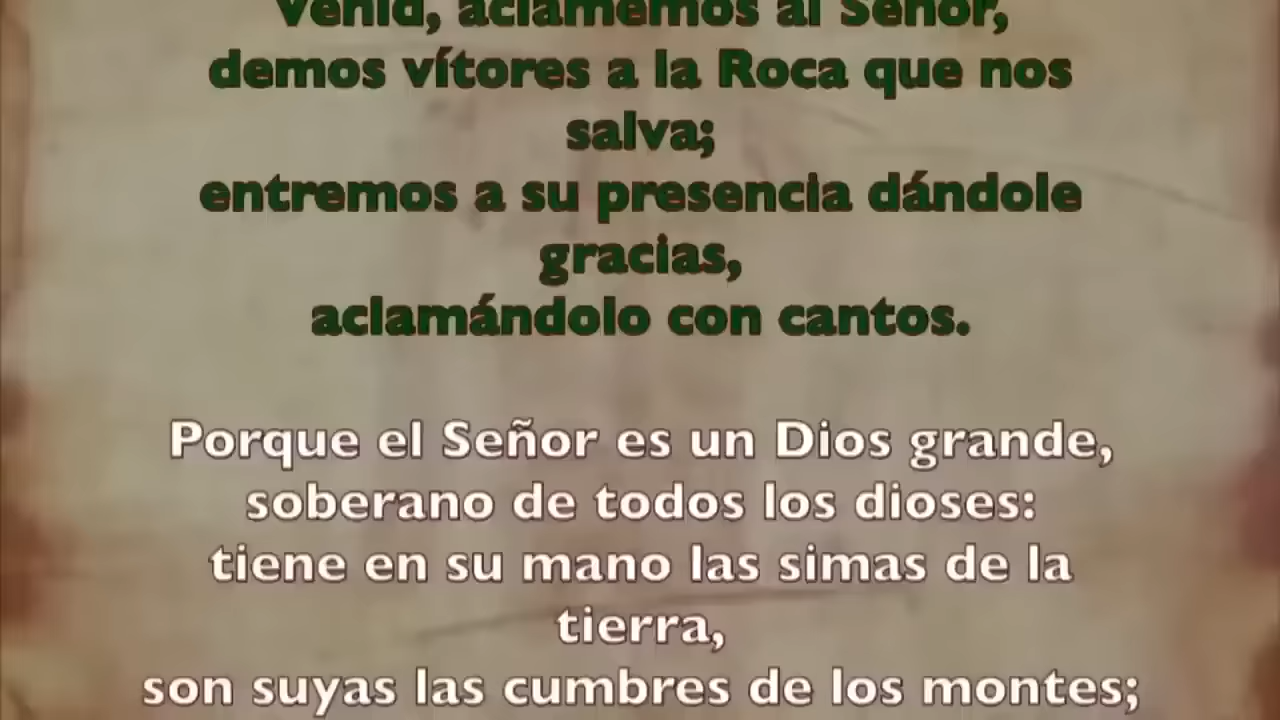 Venid, aclamemos al Señor,
demos vítores a la Roca que nos
salva;
entremos a su presencia dándole
gracias,
aclamándolo con cantos.
Porque el Señor es un Dios grande,
soberano de todos los dioses:
tiene en su mano las simas de la
tierra,
son suyas las cumbres de los montes;